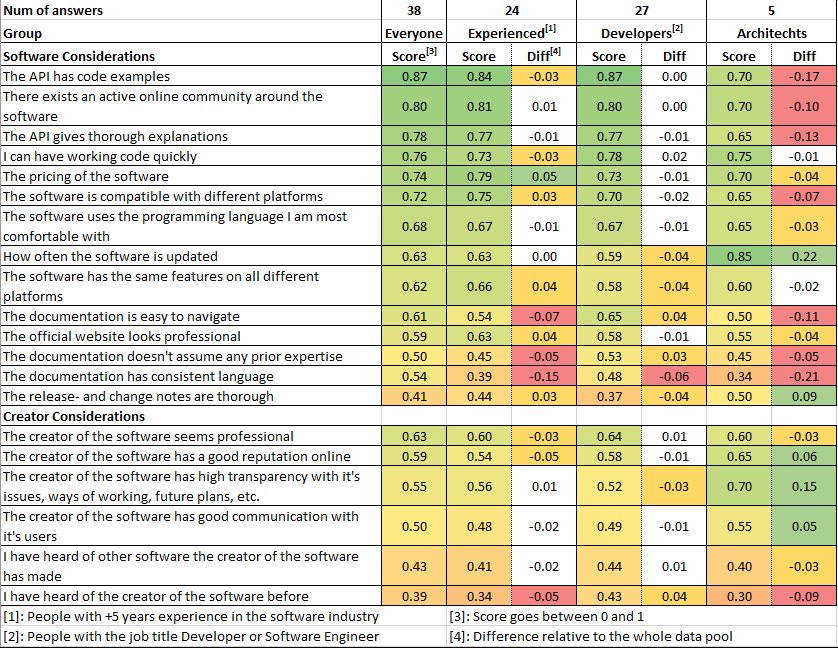 Num of answers 38 24 27 5
Group Everyone Experienced[1] Developers[2] Architechts
Software Considerations Score[3] Score Diff[4] Score Diff Score Diff
The API has code examples 0.87 0.84 -0.03 0.87 0.00 0.70 -0.17
There exists an active online community around the
software 0.80 0.81 0.01 0.80 0.00 0.70 -0.10
The API gives thorough explanations 0.78 0.77 -0.01 0.77 -0.01 0.65 -0.13
I can have working code quickly 0.76 0.73 -0.03 0.78 0.02 0.75 -0.01
The pricing of the software 0.74 0.79 0.05 0.73 -0.01 0.70 -0.04
The software is compatible with different platforms 0.72 0.75 0.03 0.70 -0.02 0.65 -0.07
The software uses the programming language I am most
comfortable with 0.68 0.67 -0.01 0.67 -0.01 0.65 -0.03
How often the software is updated 0.63 0.63 0.00 0.59 -0.04 0.85 0.22
The software has the same features on all different
platforms 0.62 0.66 0.04 0.58 -0.04 0.60 -0.02
The documentation is easy to navigate 0.61 0.54 -0.07 0.65 0.04 0.50 -0.11
The official website looks professional 0.59 0.63 0.04 0.58 -0.01 0.55 -0.04
The documentation doesn't assume any prior expertise 0.50 0.45 -0.05 0.53 0.03 0.45 -0.05
The documentation has consistent language 0.54 0.39 -0.15 0.48 -0.06 0.34 -0.21
The release- and change notes are thorough 0.41 0.44 0.03 0.37 -0.04 0.50 0.09
Creator Considerations
The creator of the software seems professional 0.63 0.60 -0.03 0.64 0.01 0.60 -0.03
The creator of the software has a good reputation online 0.59 0.54 -0.05 0.58 -0.01 0.65 0.06
The creator of the software has high transparency with it's
issues, ways of working, future plans, etc. 0.55 0.56 0.01 0.52 -0.03 0.70 0.15
The creator of the software has good communication with
it's users 0.50 0.48 -0.02 0.49 -0.01 0.55 0.05
I have heard of other software the creator of the software
has made 0.43 0.41 -0.02 0.44 0.01 0.40 -0.03
I have heard of the creator of the software before 0.39 0.34 -0.05 0.43 0.04 0.30 -0.09
[1]: People with +5 years experience in the software industry [3]: Score goes between 0 and 1
[2]: People with the job title Developer or Software Engineer [4]: Difference relative to the whole data pool